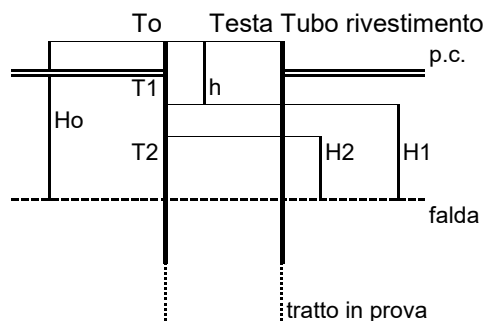 To Testa Tubo rivestimento
p.c.
T1 h
Ho
T2 H2 H1
falda
tratto in prova